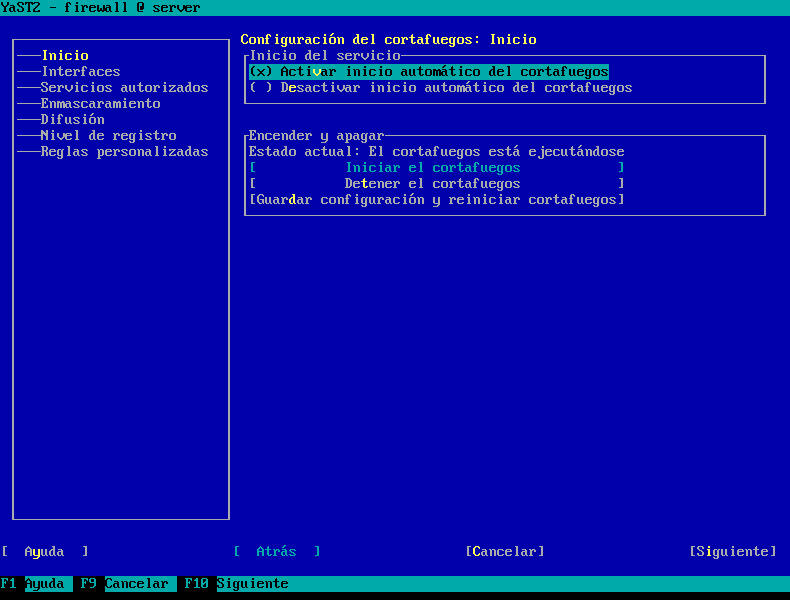 YaST2 - firewall @ server
Configuración del cortafuegos: Inicio
Inicio
Interfaces
Servicios autorizados
Enmascaramiento
Difusión
Nivel de registro
Reglas personalizadas
Inicio del servicio
(x) Activar inicio automático del cortafuegos
( ) Desactivar inicio automático del cortafuegos
Encender y apagar
Estado actual: El cortafuegos está ejecutándose
[ Iniciar el cortafuegos ]
[ Detener el cortafuegos ]
[Guardar configuración y reiniciar cortafuegos]
[ Ayuda ] [ Atrás ] [Cancelar] [Siguiente]
F1 Ayuda F9 Cancelar F10 Siguiente